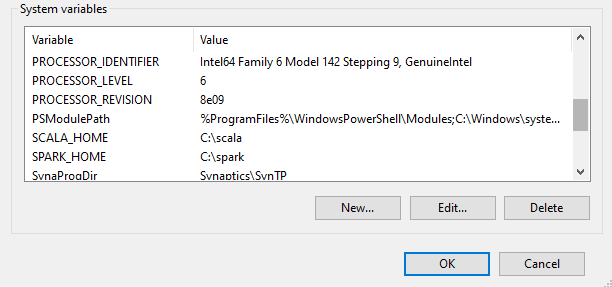 System variables
Variable Value
PROCESSOR_IDENTIFIER Intel64 Family 6 Model 142 Stepping 9, GenuineIntel
PROCESSOR_LEVEL 6
PROCESSOR_REVISION 8e09
PSModulePath %ProgramFiles%\WindowsPowerShell\Modules;C:\Windows\syste...
SCALA_HOME C:\scala
SPARK_HOME C:\spark
SynaProgDir Synaptics\SynTP
New... Edit... Delete
OK Cancel